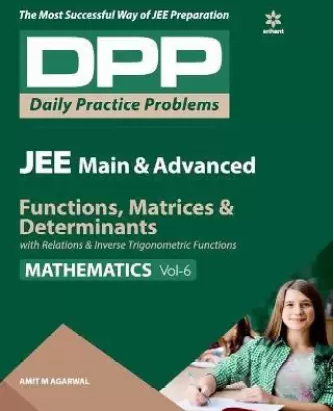 The Most Successful Way of JEE Preparation
arihant
DPP
Daily Practice Problems
JEE Main & Advanced
Functions, Matrices &
Determinants
with Relations & Inverse Trigonometric Functions
MATHEMATICS Vol-6
AMIT M AGARWAL